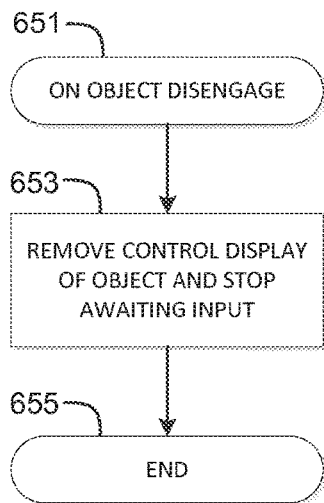 651
ON OBJECT DISENGAGE
653
REMOVE CONTROL DISPLAY
OF OBJECT AND STOP
AWAITING INPUT
655
END